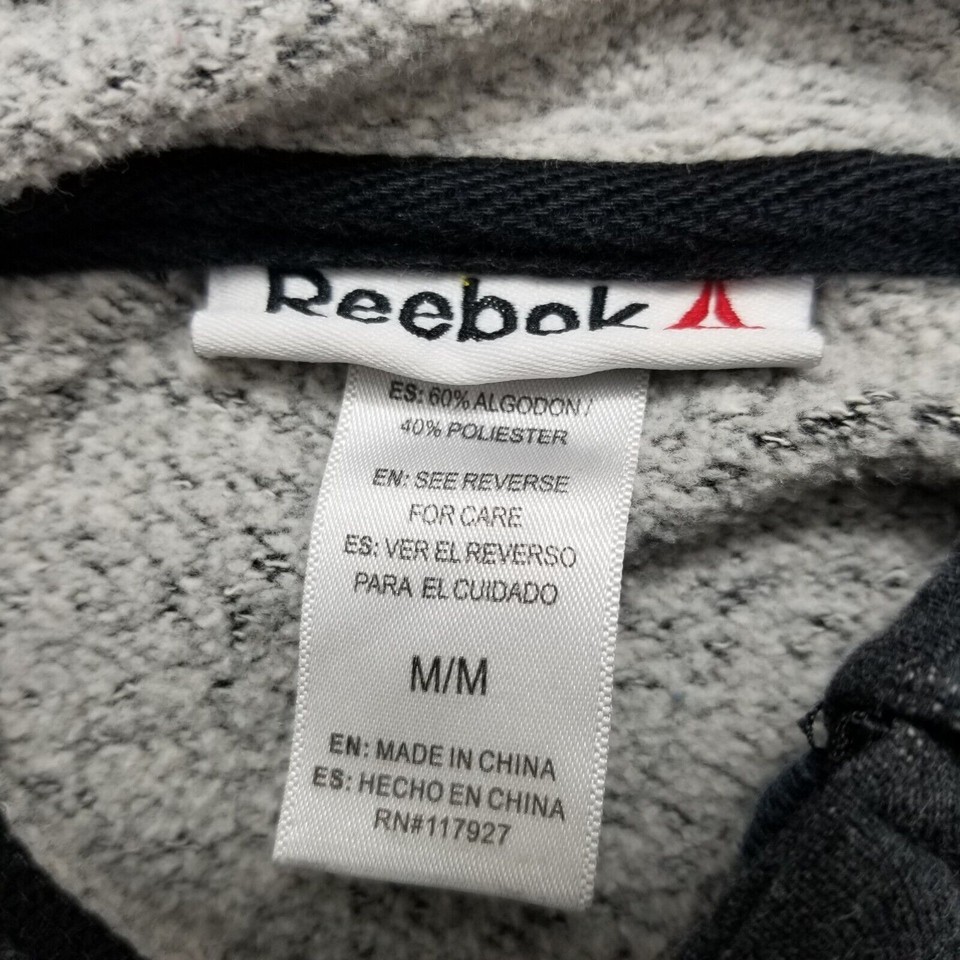 Reebok
ES: 60% ALGODON /
40% POLIESTER
EN: SEE REVERSE
FOR CARE
ES: VER EL REVERSO
PARA EL CUIDADO
M/M
EN: MADE IN CHINA
ES: HECHO EN CHINA
RN#117927